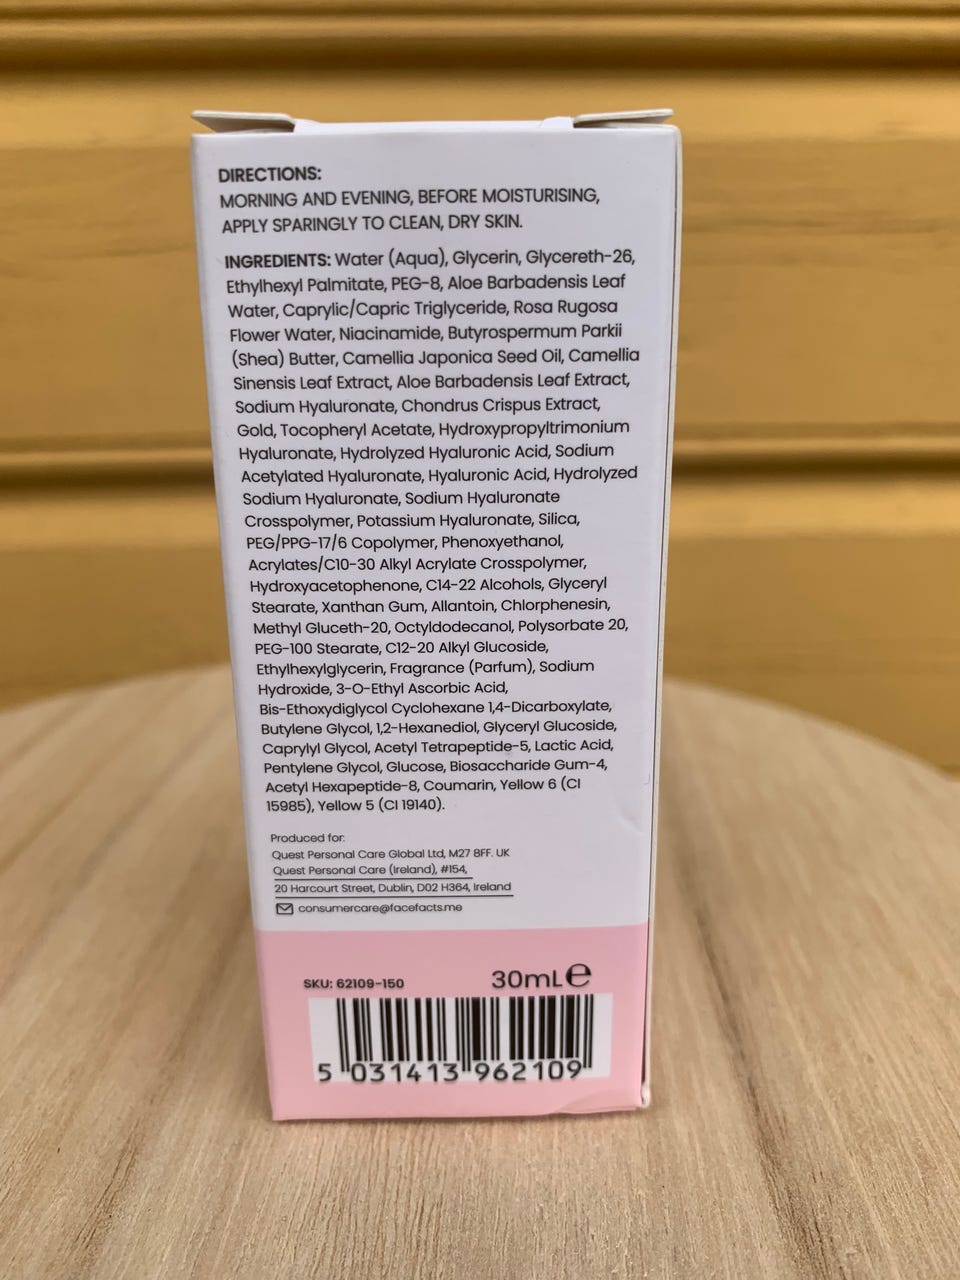 DIRECTIONS:
MORNING AND EVENING, BEFORE MOISTURISING,
APPLY SPARINGLY TO CLEAN, DRY SKIN.
INGREDIENTS: Water (Aqua), Glycerin, Glycereth-26,
Ethylhexyl Palmitate, PEG-8, Aloe Barbadensis Leaf
Water, Caprylic/Capric Triglyceride, Rosa Rugosa
Flower Water, Niacinamide, Butyrospermum Parkii
(Shea) Butter, Camellia Japonica Seed Oil, Camellia
Sinensis Leaf Extract, Aloe Barbadensis Leaf Extract,
Sodium Hyaluronate, Chondrus Crispus Extract,
Gold, Tocopheryl Acetate, Hydroxypropyltrimonium
Hyaluronate, Hydrolyzed Hyaluronic Acid, Sodium
Acetylated Hyaluronate, Hyaluronic Acid, Hydrolyzed
Sodium Hyaluronate, Sodium Hyaluronate
Crosspolymer, Potassium Hyaluronate, Silica,
PEG/PPG-17/6 Copolymer, Phenoxyethanol,
Acrylates/C10-30 Alkyl Acrylate Crosspolymer,
Hydroxyacetophenone, C14-22 Alcohols, Glyceryl
Stearate, Xanthan Gum, Allantoin, Chlorphenesin,
Methyl Gluceth-20, Octyldodecanol, Polysorbate 20,
PEG-100 Stearate, C12-20 Alkyl Glucoside,
Ethylhexylglycerin, Fragrance (Parfum), Sodium
Hydroxide, 3-O-Ethyl Ascorbic Acid,
Bis-Ethoxydiglycol Cyclohexane 1,4-Dicarboxylate,
Butylene Glycol, 1,2-Hexanediol, Glyceryl Glucoside,
Caprylyl Glycol, Acetyl Tetrapeptide-5, Lactic Acid,
Pentylene Glycol, Glucose, Biosaccharide Gum-4,
Acetyl Hexapeptide-8, Coumarin, Yellow 6 (CI
15985), Yellow 5 (CI 19140).
Produced for:
Quest Personal Care Global Ltd, M27 8FF. UK
Quest Personal Care (Ireland), #154,
20 Harcourt Street, Dublin, D02 H364, Ireland
consumercare@facefacts.me
SKU: 62109-150
30mL ℮
5 031413 962109